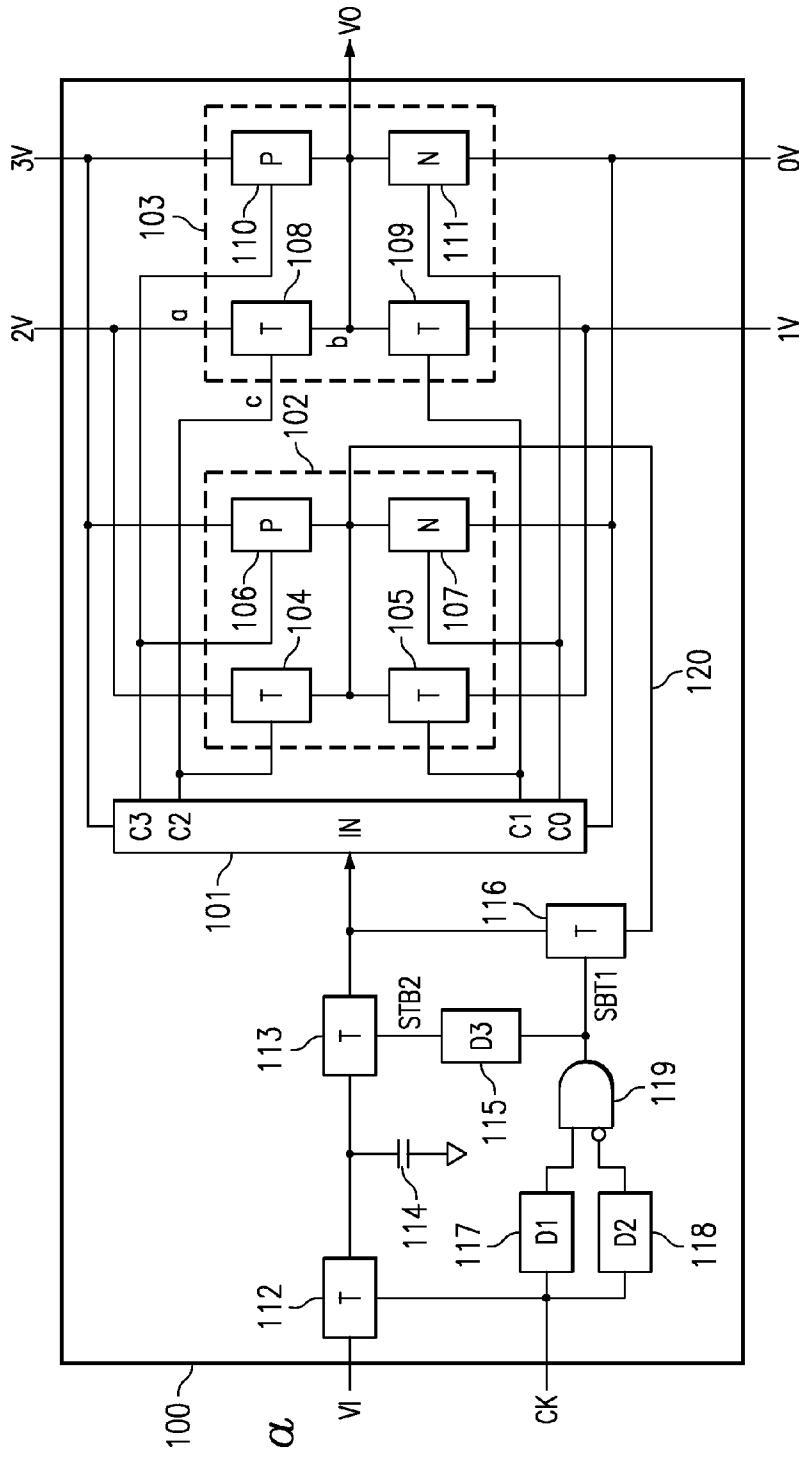 3V
2V
103
P
110
a
T
108
VO
b
c
102
109
T
N
111
P
106
T
104
105
T
N
107
0V
1V
120
C3
C2
IN
C1
C0
101
116
T
SBT1
113
T
STB2
D3
115
119
114
112
T
117
D1
D2
118
100
α
VI
CK